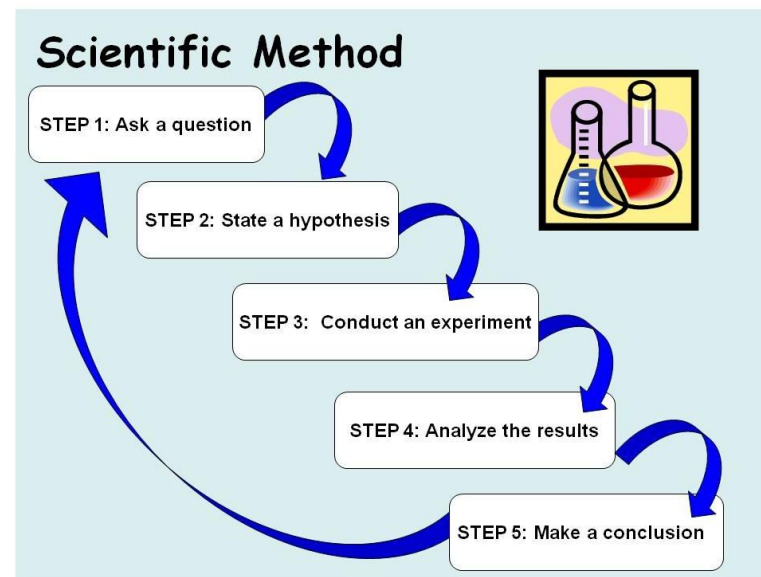 Scientific Method
STEP 1: Ask a question
STEP 2: State a hypothesis
STEP 3: Conduct an experiment
STEP 4: Analyze the results
STEP 5: Make a conclusion